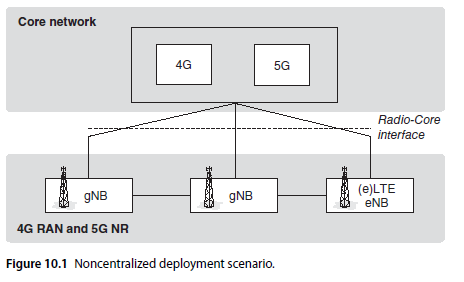 Core network
4G
5G
Radio-Core
interface
gNB
gNB
(e)LTE
eNB
4G RAN and 5G NR
Figure 10.1 Noncentralized deployment scenario.